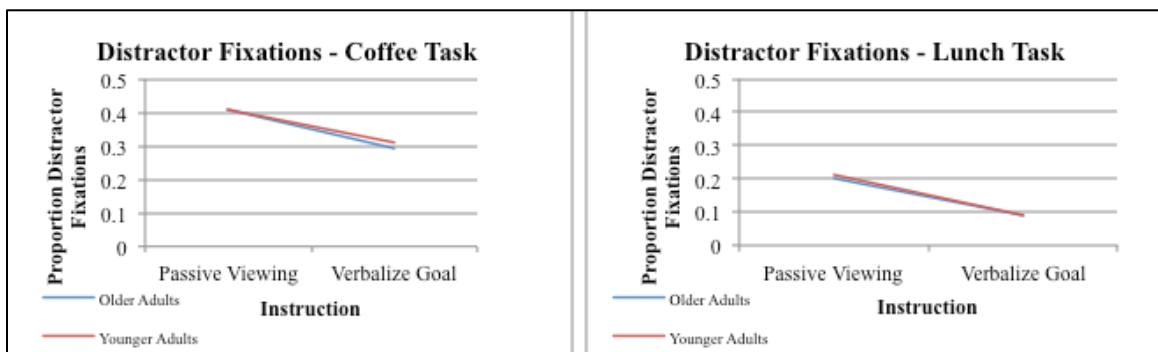 Distractor Fixations - Coffee Task
0.5
0.4
0.3
0.2
0.1
0
Proportion Distractor
Fixations
Passive Viewing
Verbalize Goal
Instruction
Older Adults
Younger Adults
Distractor Fixations - Lunch Task
0.5
0.4
0.3
0.2
0.1
0
Proportion Distractor
Fixations
Passive Viewing
Verbalize Goal
Instruction
Older Adults
Younger Adults